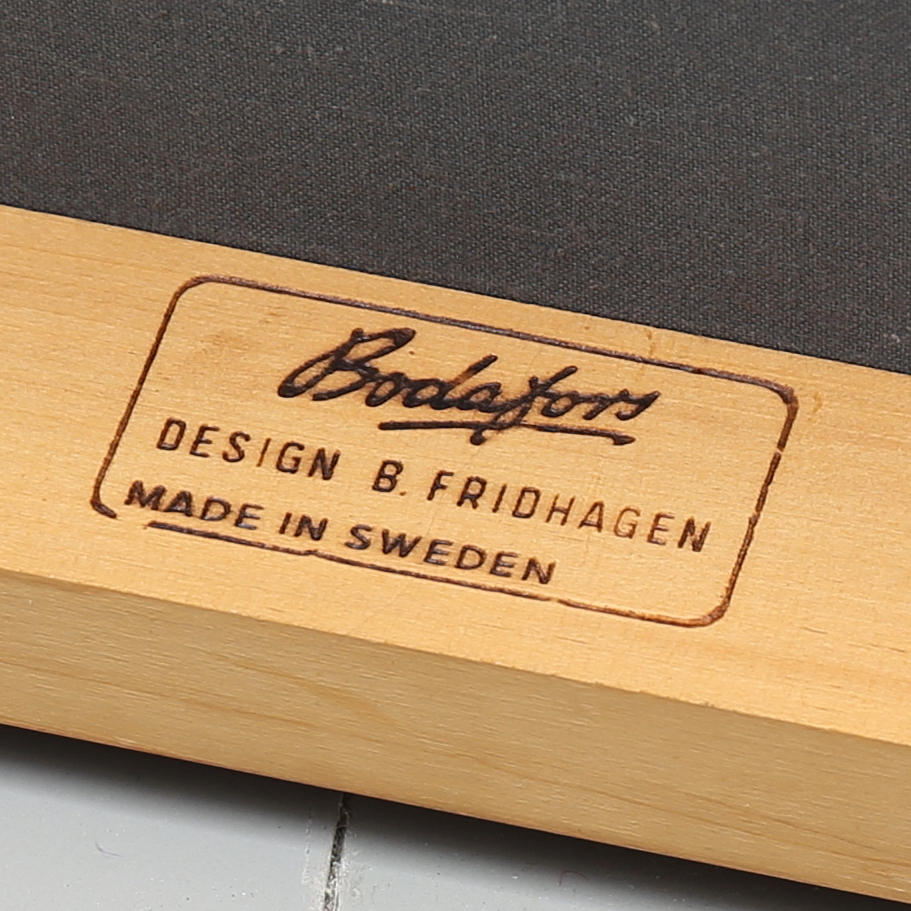 Bodafors
DESIGN B. FRIDHAGEN
MADE IN SWEDEN